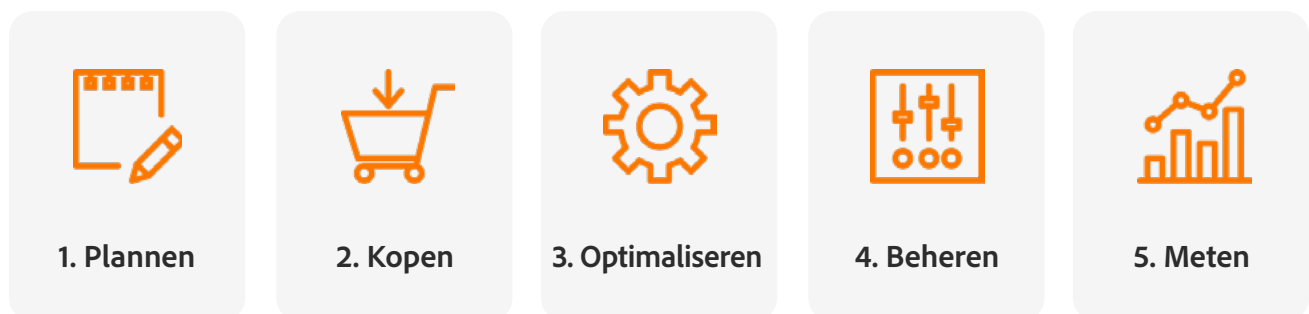 1. Plannen
2. Kopen
3. Optimaliseren
4. Beheren
5. Meten